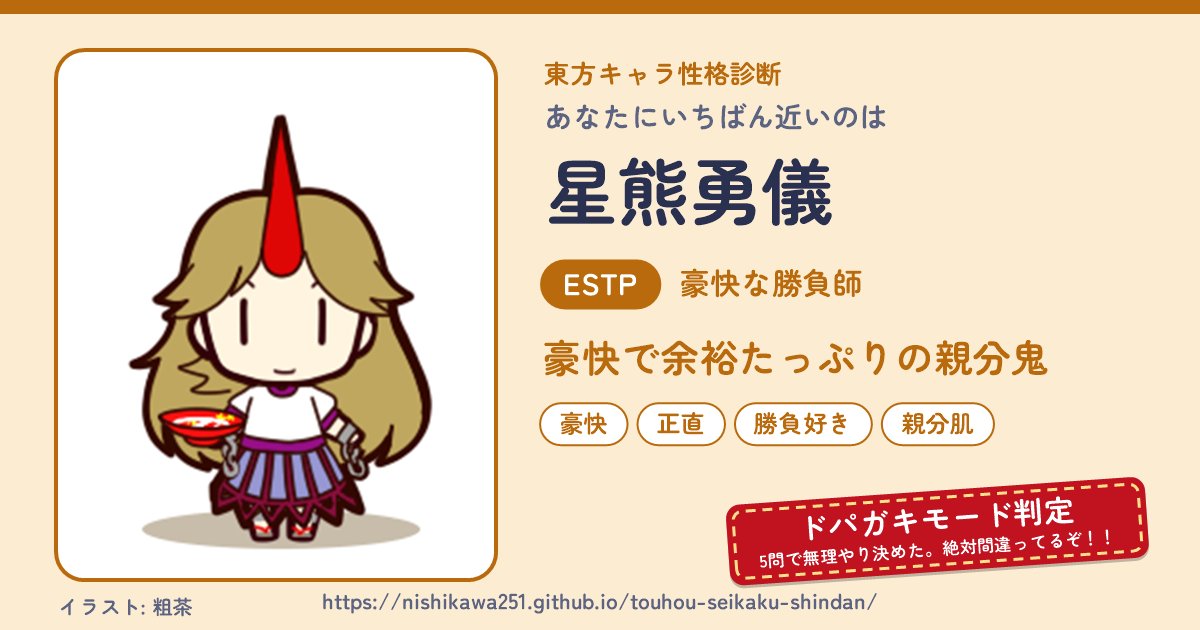 東方キャラ性格診断
あなたにいちばん近いのは
星熊勇儀
ESTP 豪快な勝負師
豪快で余裕たっぷりの親分鬼
豪快 正直 勝負好き 親分肌
ドパガキモード判定
5問で無理やり決めた。絶対間違ってるぞ!!
イラスト: 粗茶
https://nishikawa251.github.io/touhou-seikaku-shindan/